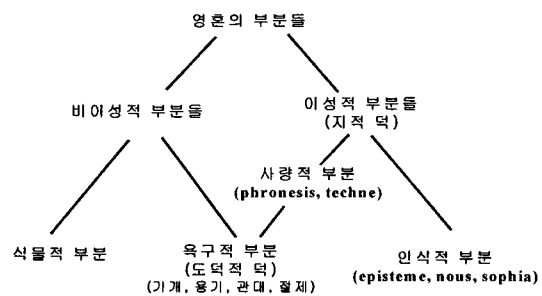 영혼의 부분들
비이성적 부분들
이성적 부분들
(지적 덕)
사량적 부분
(phronesis, techne)
식물적 부분
욕구적 부분
(도덕적 덕)
(기개, 용기, 관대, 절제)
인식적 부분
(episteme, nous, sophia)